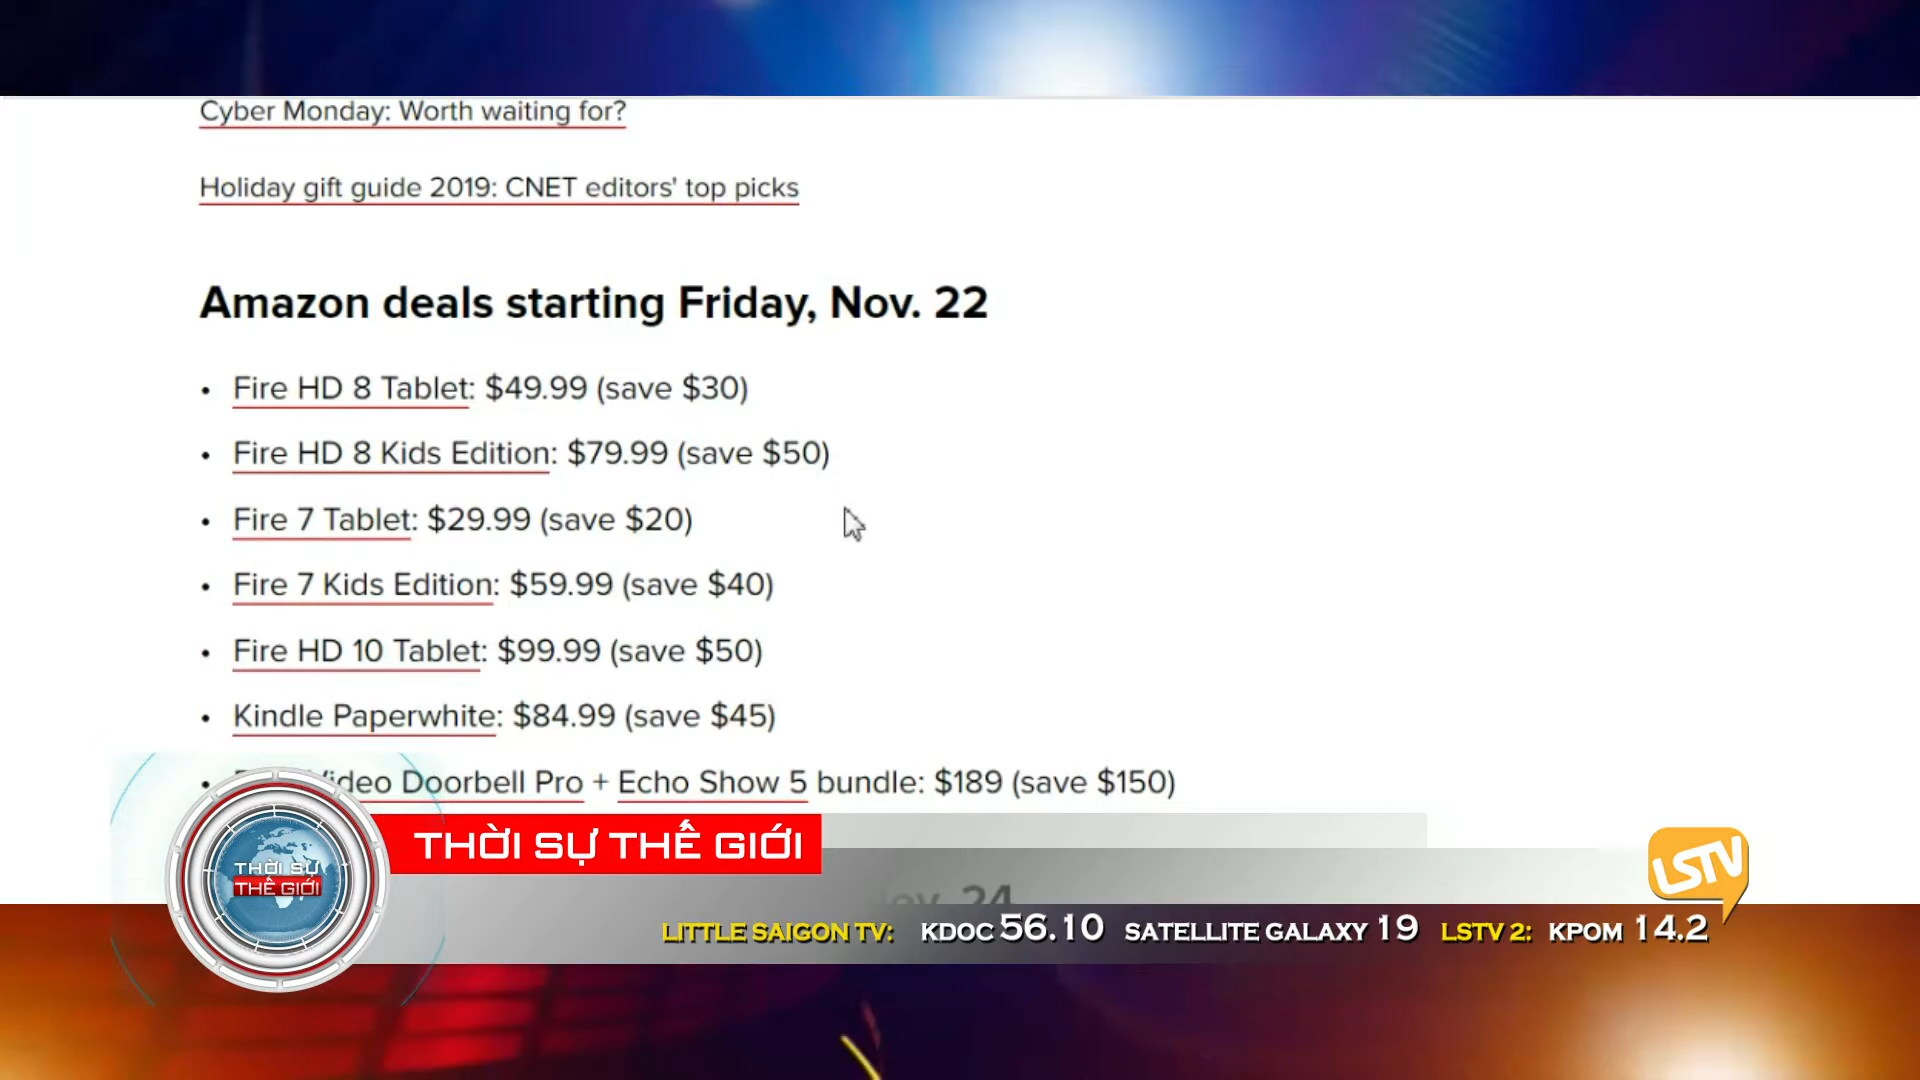 Cyber Monday: Worth waiting for?
Holiday gift guide 2019: CNET editors' top picks
Amazon deals starting Friday, Nov. 22
• Fire HD 8 Tablet: $49.99 (save $30)
• Fire HD 8 Kids Edition: $79.99 (save $50)
• Fire 7 Tablet: $29.99 (save $20)
• Fire 7 Kids Edition: $59.99 (save $40)
• Fire HD 10 Tablet: $99.99 (save $50)
• Kindle Paperwhite: $84.99 (save $45)
• Video Doorbell Pro + Echo Show 5 bundle: $189 (save $150)
THỜI SỰ THẾ GIỚI
LSTV
THỜI SỰ
THẾ GIỚI
Nov. 24
LITTLE SAIGON TV: KDOC 56.10 SATELLITE GALAXY 19 LSTV 2: KPOM 14.2